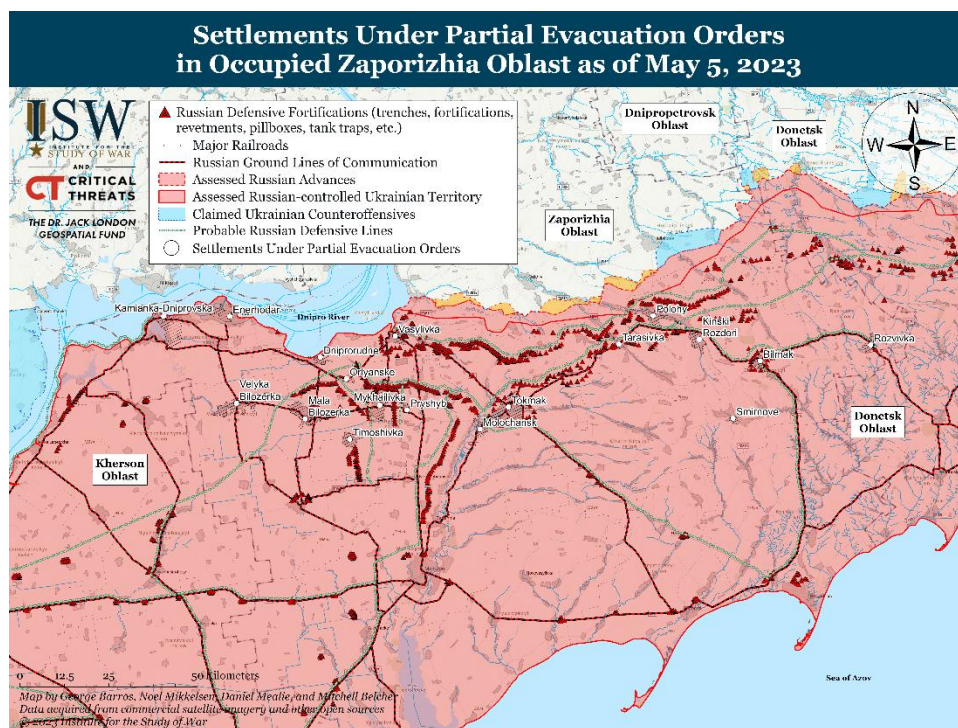 Settlements Under Partial Evacuation Orders
in Occupied Zaporizhia Oblast as of May 5, 2023
ISW
INSTITUTE FOR THE
STUDY OF WAR
AND
CT CRITICAL
THREATS
THE DR. JACK LONDON
GEOSPATIAL FUND
Russian Defensive Fortifications (trenches, fortifications,
revetments, pillboxes, tank traps, etc.)
Major Railroads
Russian Ground Lines of Communication
Assessed Russian Advances
Assessed Russian-controlled Ukrainian Territory
Claimed Ukrainian Counteroffensives
Probable Russian Defensive Lines
Settlements Under Partial Evacuation Orders
N
W E
S
Dnipropetrovsk
Oblast
Donetsk
Oblast
Zaporizhia
Oblast
Kamianka-Dniprovska
Enerhodar
Dnipro River
Vasylivka
Polohy
Kinski
Rozdori
Tarasivka
Rozvivka
Dniprorudne
Bilmak
Orlyanske
Velyka
Bilozerka
Mala
Bilozerka
Mykhailivka
Pryshyb
Tokmak
Molochansk
Smirnove
Timoshivka
Donetsk
Oblast
Kherson
Oblast
Sea of Azov
0 12.5 25 50 Kilometers
Map by George Barros, Noel Mikkelsen, Daniel Mealie, and Mitchell Belcher
Data acquired from commercial satellite imagery and other open sources
© 2023 Institute for the Study of War